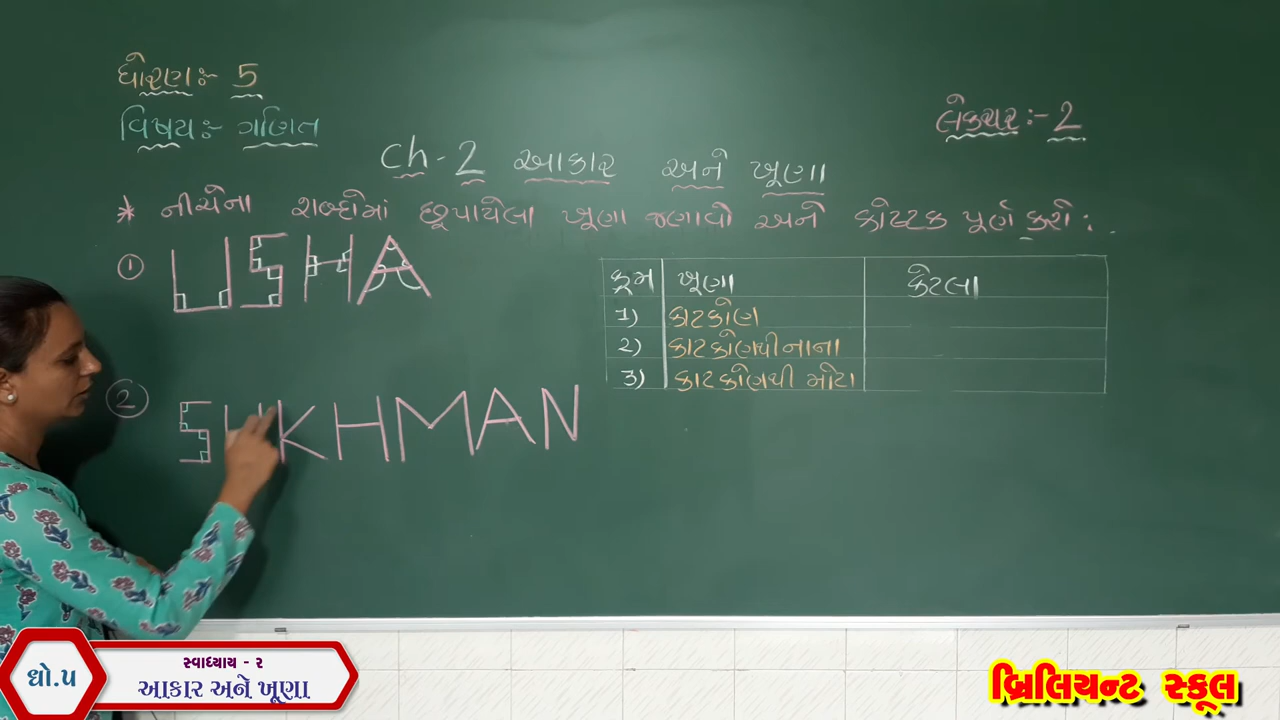 ધોરણ:- 5
વિષય:- ગણિત
લેકચર:- 2
ch-2 આકાર અને ખૂણા
* નીચેના શબ્દોમાં છૂપાયેલા ખૂણા જણાવો અને કોષ્ટક પૂર્ણ કરો:
① USHA
ક્રમ ખૂણા કેટલા
1) કાટકોણ
2) કાટકોણથી નાના
3) કાટકોણથી મોટા
② SUKHMAN
ધો.૫
સ્વાધ્યાય - ૨
આકાર અને ખૂણા
બ્રિલિયન્ટ સ્કૂલ